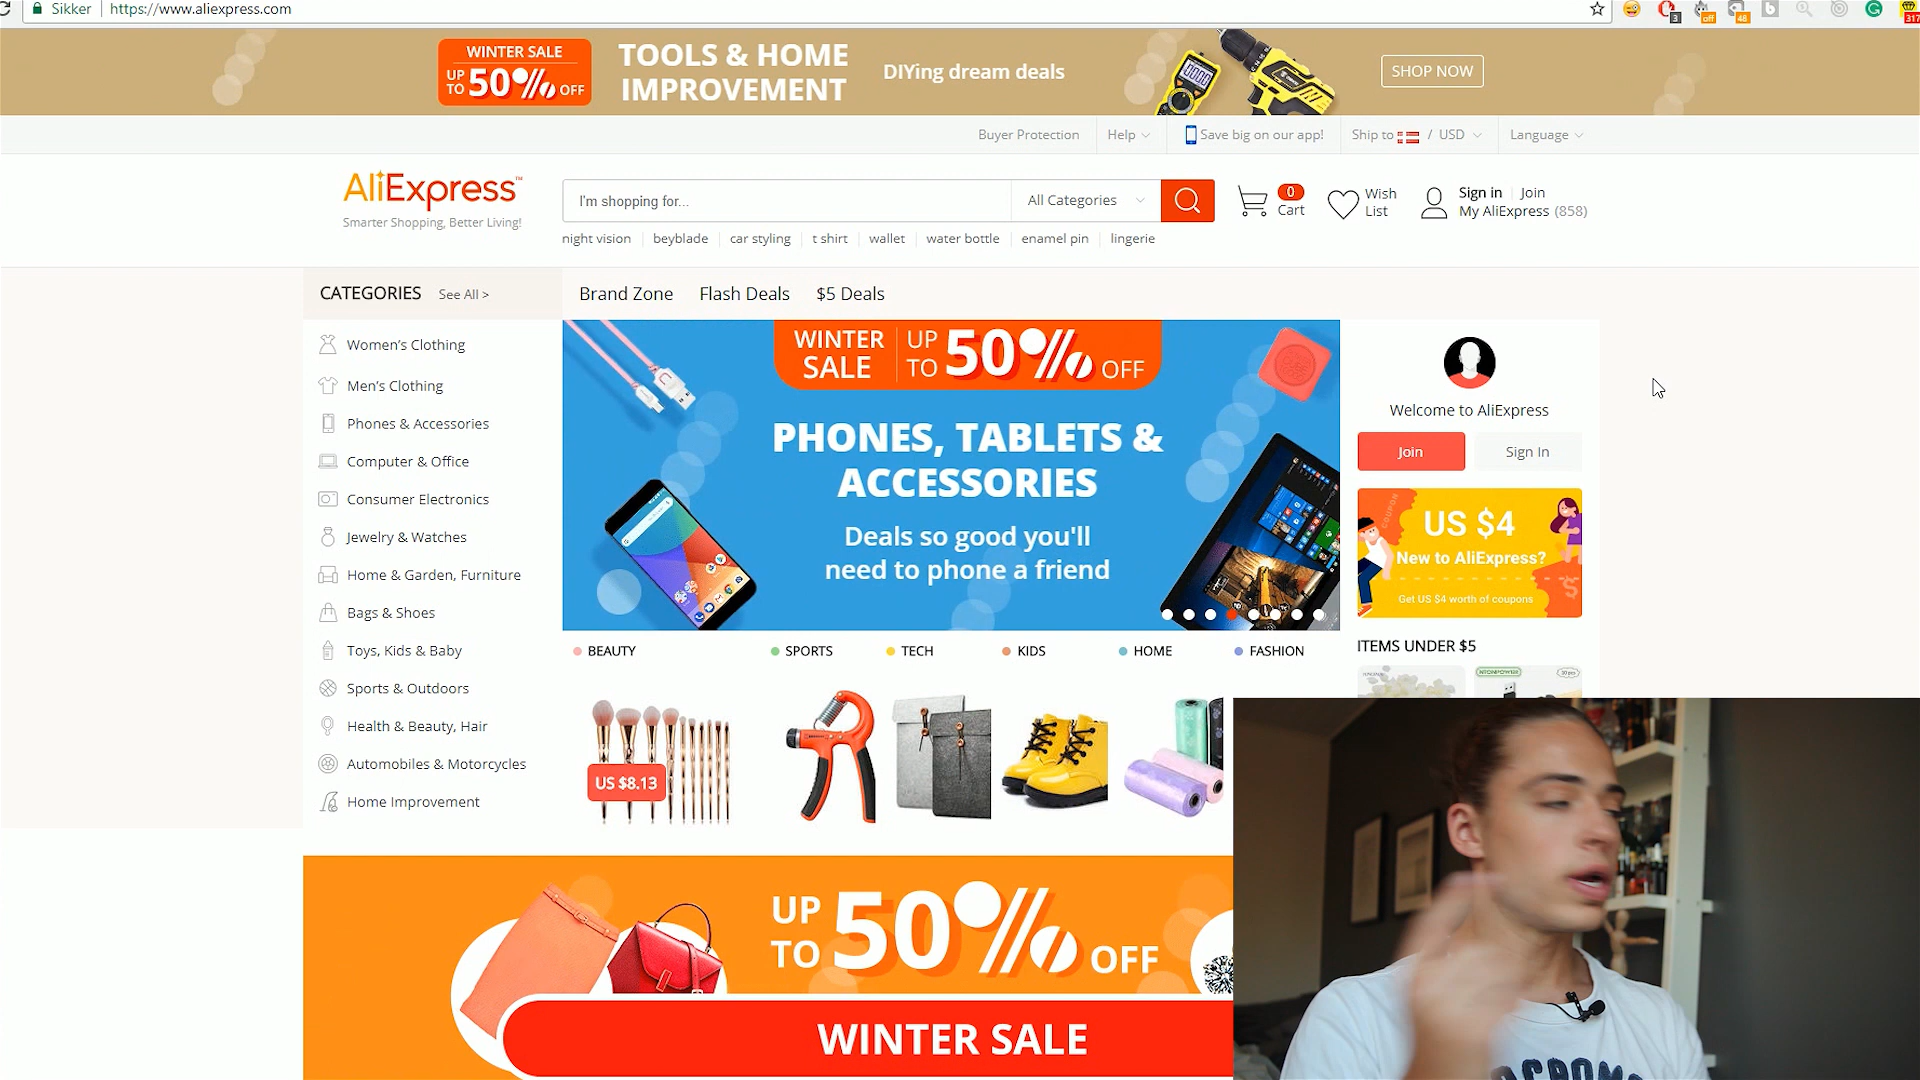 Sikker https://www.aliexpress.com
3 off 48 317
WINTER SALE
UP TO 50% OFF
TOOLS & HOME
IMPROVEMENT
DIYing dream deals
SHOP NOW
Buyer Protection Help Save big on our app! Ship to / USD Language
AliExpress™
Smarter Shopping, Better Living!
I'm shopping for... All Categories
0
Cart
Wish
List
Sign in Join
My AliExpress (858)
night vision beyblade car styling t shirt wallet water bottle enamel pin lingerie
CATEGORIES See All >
Brand Zone Flash Deals $5 Deals
Women's Clothing
Men's Clothing
Phones & Accessories
Computer & Office
Consumer Electronics
Jewelry & Watches
Home & Garden, Furniture
Bags & Shoes
Toys, Kids & Baby
Sports & Outdoors
Health & Beauty, Hair
Automobiles & Motorcycles
Home Improvement
WINTER
SALE
UP
TO 50% OFF
PHONES, TABLETS &
ACCESSORIES
Deals so good you'll
need to phone a friend
Welcome to AliExpress
Join Sign In
COUPON
US $4
New to AliExpress?
Get US $4 worth of coupons
ITEMS UNDER $5
BEAUTY SPORTS TECH KIDS HOME FASHION
US $8.13
UP
TO 50% OFF
WINTER SALE